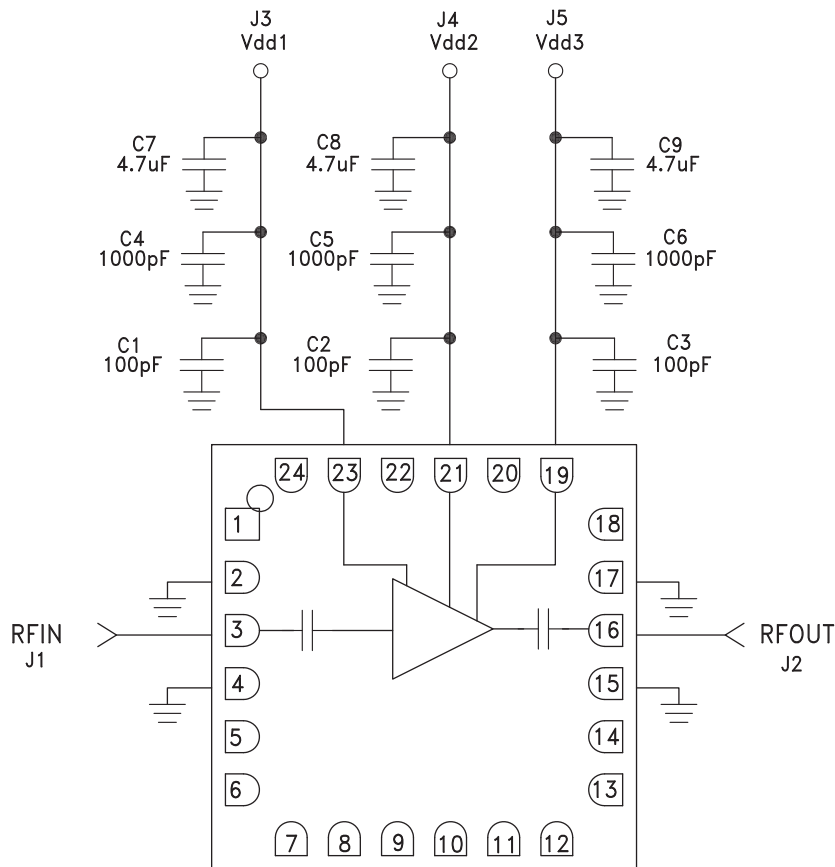 J3
Vdd1
J4
Vdd2
J5
Vdd3
C7
4.7uF
C8
4.7uF
C9
4.7uF
C4
1000pF
C5
1000pF
C6
1000pF
C1
100pF
C2
100pF
C3
100pF
24 23 22 21 20 19
1
18
2
17
RFIN
J1
3
16
RFOUT
J2
4
15
5
14
6
13
7 8 9 10 11 12